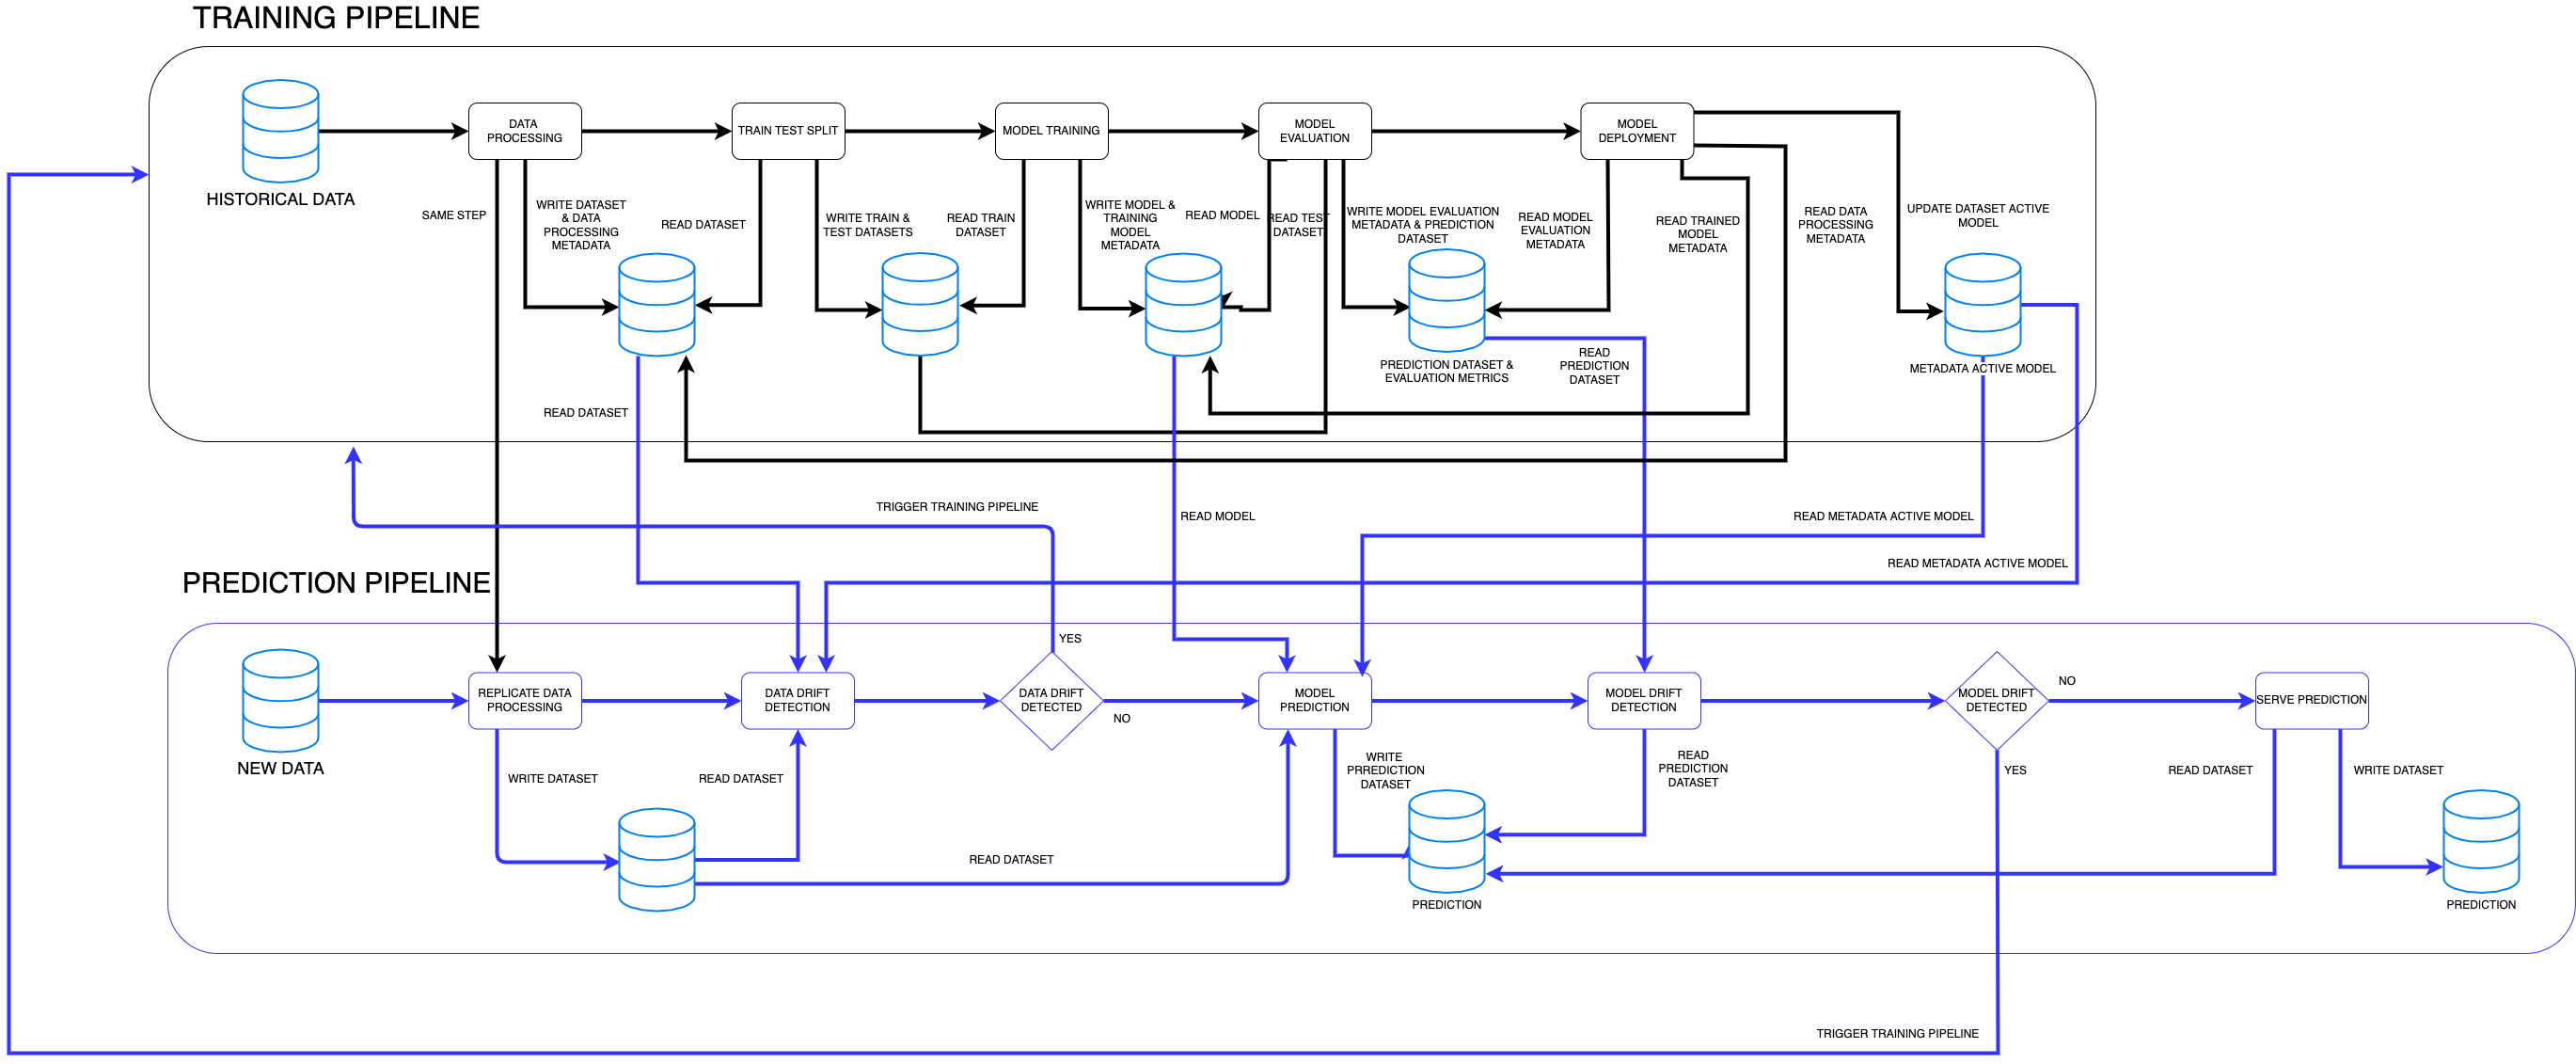 TRAINING PIPELINE
HISTORICAL DATA
DATA
PROCESSING
TRAIN TEST SPLIT
MODEL TRAINING
MODEL
EVALUATION
MODEL
DEPLOYMENT
SAME STEP
WRITE DATASET
& DATA
PROCESSING
METADATA
READ DATASET
WRITE TRAIN &
TEST DATASETS
READ TRAIN
DATASET
WRITE MODEL &
TRAINING
MODEL
METADATA
READ MODEL
READ TEST
DATASET
WRITE MODEL EVALUATION
METADATA & PREDICTION
DATASET
READ MODEL
EVALUATION
METADATA
READ TRAINED
MODEL
METADATA
READ DATA
PROCESSING
METADATA
UPDATE DATASET ACTIVE
MODEL
PREDICTION DATASET &
EVALUATION METRICS
READ
PREDICTION
DATASET
METADATA ACTIVE MODEL
READ DATASET
TRIGGER TRAINING PIPELINE
READ MODEL
READ METADATA ACTIVE MODEL
READ METADATA ACTIVE MODEL
PREDICTION PIPELINE
NEW DATA
REPLICATE DATA
PROCESSING
DATA DRIFT
DETECTION
YES
DATA DRIFT
DETECTED
NO
MODEL
PREDICTION
MODEL DRIFT
DETECTION
MODEL DRIFT
DETECTED
NO
YES
SERVE PREDICTION
WRITE DATASET
READ DATASET
READ DATASET
WRITE
PRREDICTION
DATASET
READ
PREDICTION
DATASET
READ DATASET
WRITE DATASET
PREDICTION
PREDICTION
TRIGGER TRAINING PIPELINE